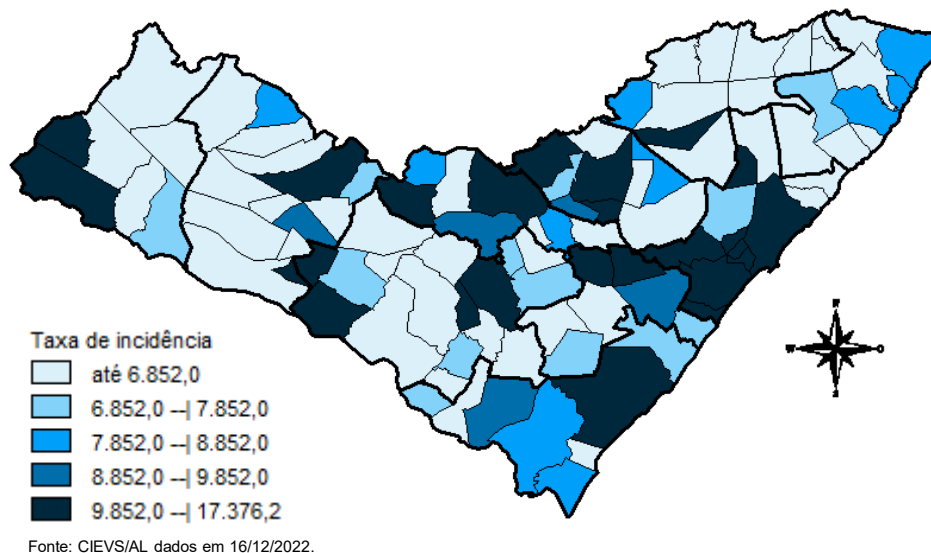 Taxa de incidência
até 6.852,0
6.852,0 --| 7.852,0
7.852,0 --| 8.852,0
8.852,0 --| 9.852,0
9.852,0 --| 17.376,2
Fonte: CIEVS/AL dados em 16/12/2022.